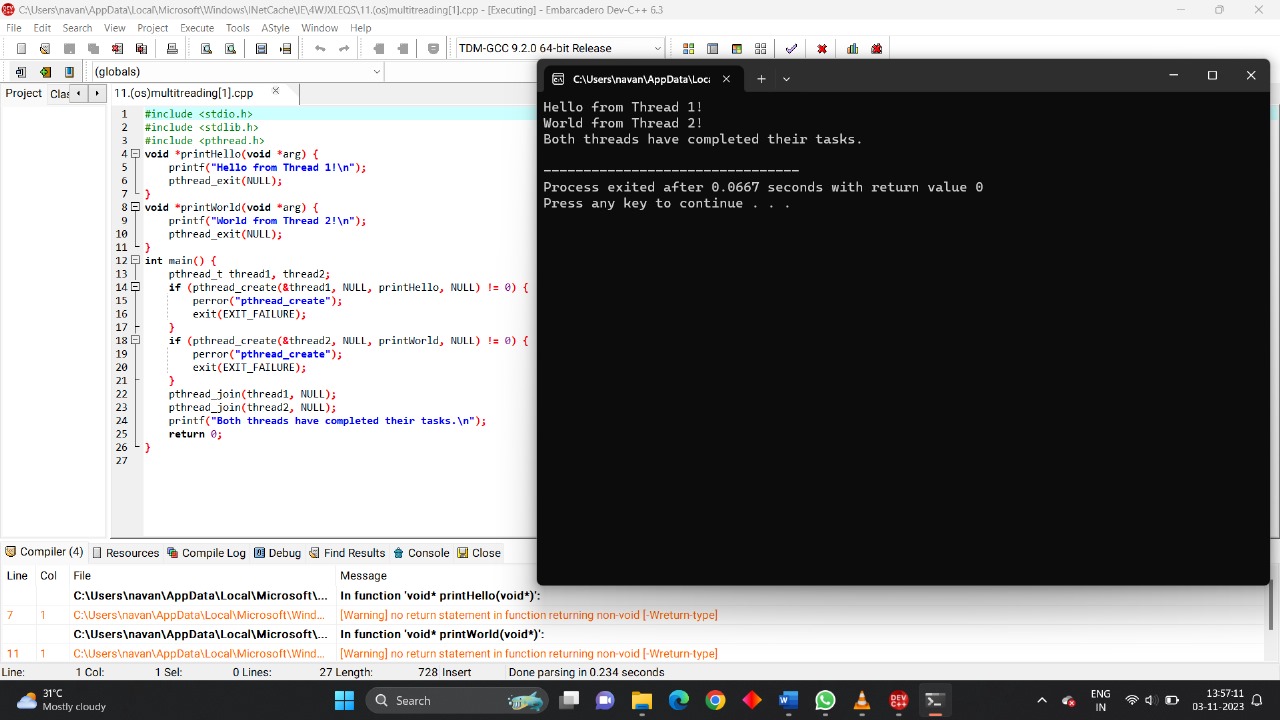 C:\Users\navan\AppData\Local\Microsoft\Windows\INetCache\IE\4WJXLEQS\11.(os)multitreading[1].cpp - [Executing] - Embarcadero Dev-C++ 6.3
File Edit Search View Project Execute Tools AStyle Window Help
TDM-GCC 9.2.0 64-bit Release
(globals)
Project Clas 11.(os)multitreading[1].cpp
1 #include <stdio.h>
2 #include <stdlib.h>
3 #include <pthread.h>
4 void *printHello(void *arg) {
5 printf("Hello from Thread 1!\n");
6 pthread_exit(NULL);
7 }
8 void *printWorld(void *arg) {
9 printf("World from Thread 2!\n");
10 pthread_exit(NULL);
11 }
12 int main() {
13 pthread_t thread1, thread2;
14 if (pthread_create(&thread1, NULL, printHello, NULL) != 0) {
15 perror("pthread_create");
16 exit(EXIT_FAILURE);
17 }
18 if (pthread_create(&thread2, NULL, printWorld, NULL) != 0) {
19 perror("pthread_create");
20 exit(EXIT_FAILURE);
21 }
22 pthread_join(thread1, NULL);
23 pthread_join(thread2, NULL);
24 printf("Both threads have completed their tasks.\n");
25 return 0;
26 }
27
C:\Users\navan\AppData\Loca
Hello from Thread 1!
World from Thread 2!
Both threads have completed their tasks.
--------------------------------
Process exited after 0.0667 seconds with return value 0
Press any key to continue . . .
Compiler (4) Resources Compile Log Debug Find Results Console Close
Line Col File Message
C:\Users\navan\AppData\Local\Microsoft\... In function 'void* printHello(void*)':
7 1 C:\Users\navan\AppData\Local\Microsoft\Wind... [Warning] no return statement in function returning non-void [-Wreturn-type]
C:\Users\navan\AppData\Local\Microsoft\... In function 'void* printWorld(void*)':
11 1 C:\Users\navan\AppData\Local\Microsoft\Wind... [Warning] no return statement in function returning non-void [-Wreturn-type]
Line: 1 Col: 1 Sel: 0 Lines: 27 Length: 728 Insert Done parsing in 0.234 seconds
31°C
Mostly cloudy
Search
DEV C++
ENG
IN
13:57:11
03-11-2023